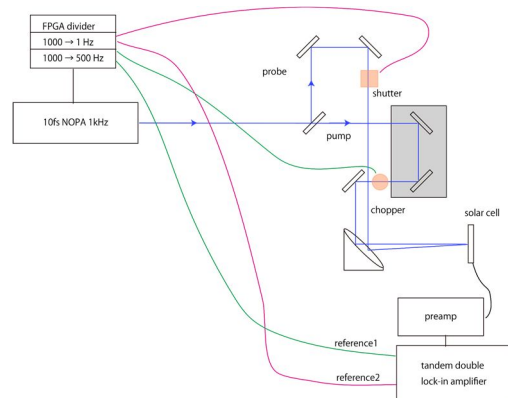 FPGA divider
1000 → 1 Hz
1000 → 500 Hz
probe
shutter
10fs NOPA 1kHz
pump
chopper
solar cell
preamp
reference1
tandem double
lock-in amplifier
reference2